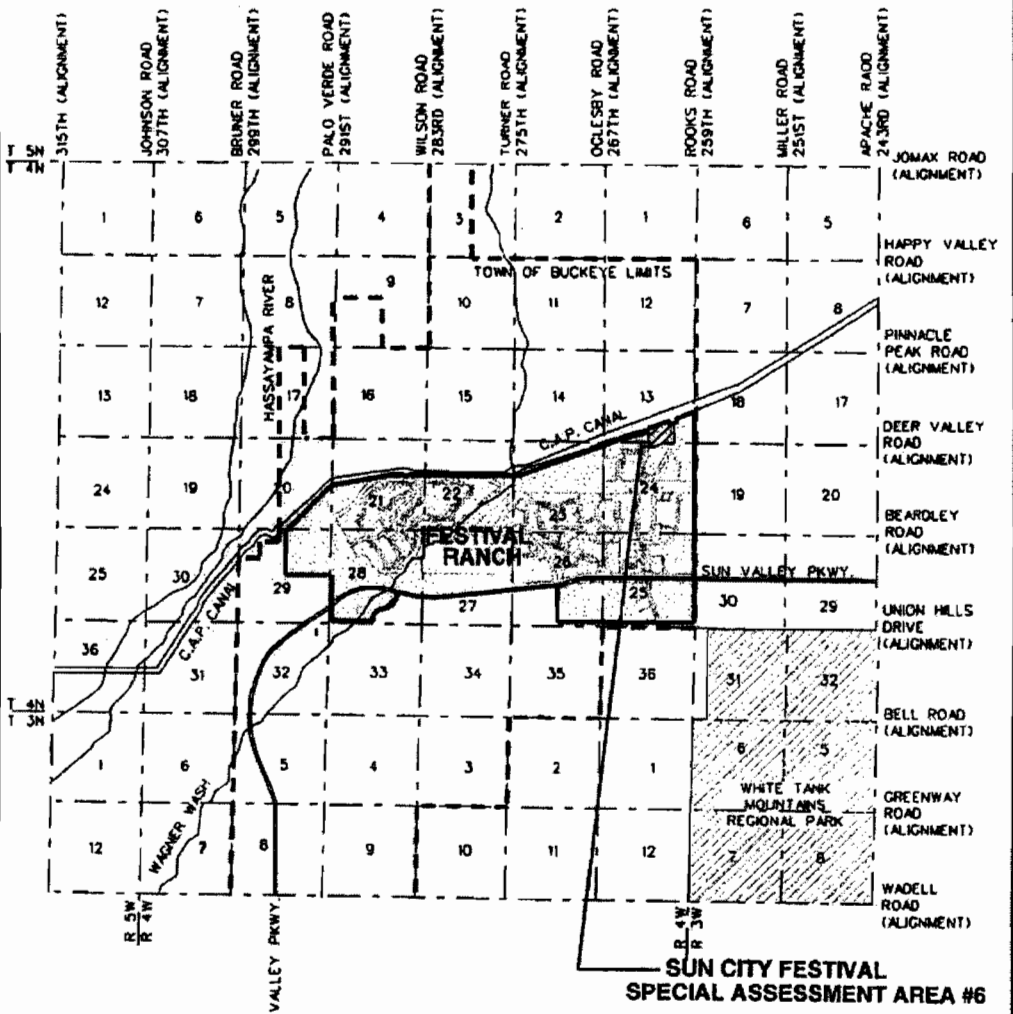 315TH (ALIGNMENT)
JOHNSON ROAD
307TH (ALIGNMENT)
BRUNER ROAD
299TH (ALIGNMENT)
PALO VERDE ROAD
291ST (ALIGNMENT)
WILSON ROAD
283RD (ALIGNMENT)
TURNER ROAD
275TH (ALIGNMENT)
OGLESBY ROAD
267TH (ALIGNMENT)
ROOKS ROAD
259TH (ALIGNMENT)
MILLER ROAD
251ST (ALIGNMENT)
APACHE RAOD
243RD (ALIGNMENT)
T 5N
T 4N
JOMAX ROAD
(ALIGNMENT)
1 6 5 4 3 2 1 6 5
HAPPY VALLEY
ROAD
(ALIGNMENT)
TOWN OF BUCKEYE LIMITS
12 7 8 9 10 11 12 7 8
HASSAYAMPA RIVER
PINNACLE
PEAK ROAD
(ALIGNMENT)
13 18 17 16 15 14 13 18 17
C.A.P. CANAL
DEER VALLEY
ROAD
(ALIGNMENT)
24 19 20 21 22 23 24 19 20
BEARDLEY
ROAD
(ALIGNMENT)
FESTIVAL
RANCH
25 30 29 28 27 26 25 30 29
SUN VALLEY PKWY.
C.A.P. CANAL
UNION HILLS
DRIVE
(ALIGNMENT)
36 31 32 33 34 35 36 31 32
T 4N
T 3N
BELL ROAD
(ALIGNMENT)
1 6 5 4 3 2 1 6 5
WHITE TANK
MOUNTAINS
REGIONAL PARK
GREENWAY
ROAD
(ALIGNMENT)
WAGNER WASH
12 7 8 9 10 11 12 7 8
WADELL
ROAD
(ALIGNMENT)
R 5W
R 4W
VALLEY PKWY.
R 4W
R 3W
SUN CITY FESTIVAL
SPECIAL ASSESSMENT AREA #6